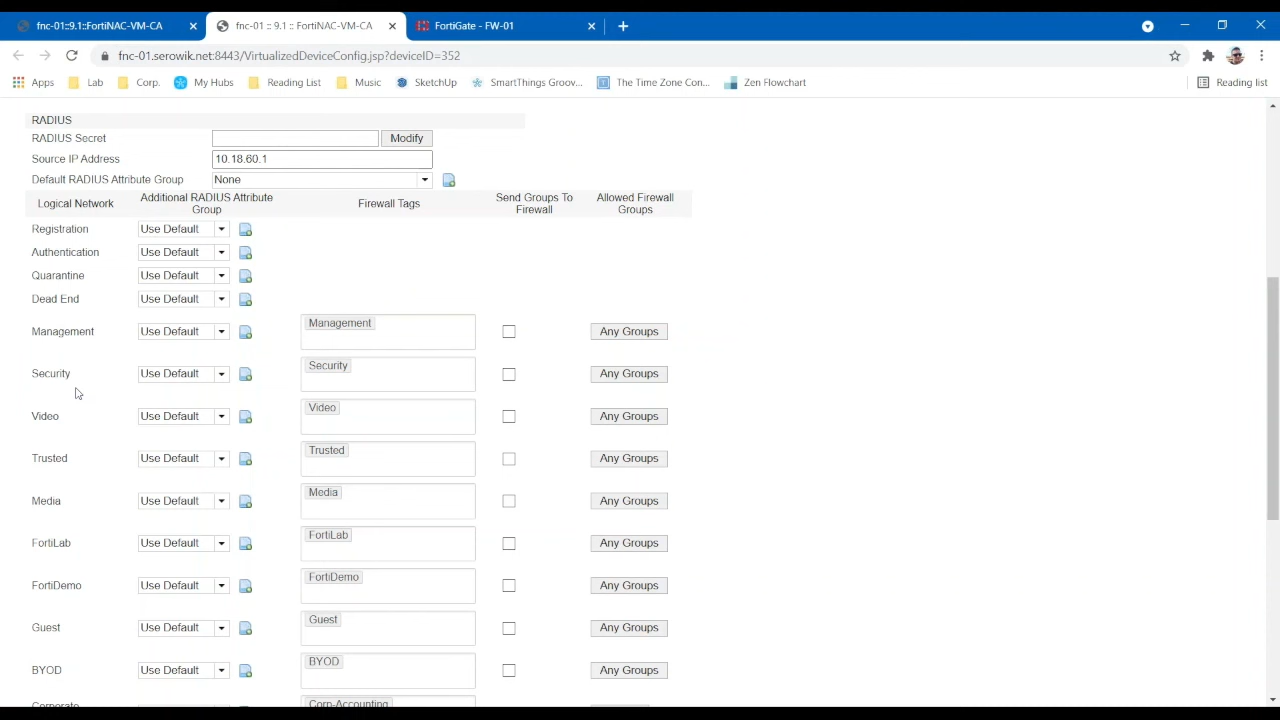 fnc-01::9.1::FortiNAC-VM-CA
fnc-01 :: 9.1 :: FortiNAC-VM-CA
FortiGate - FW-01
fnc-01.serowik.net:8443/VirtualizedDeviceConfig.jsp?deviceID=352
Apps Lab Corp. My Hubs Reading List Music SketchUp SmartThings Groov... The Time Zone Con... Zen Flowchart Reading list
RADIUS
RADIUS Secret Modify
Source IP Address 10.18.60.1
Default RADIUS Attribute Group None
Logical Network Additional RADIUS Attribute Group Firewall Tags Send Groups To Firewall Allowed Firewall Groups
Registration Use Default
Authentication Use Default
Quarantine Use Default
Dead End Use Default
Management Use Default Management Any Groups
Security Use Default Security Any Groups
Video Use Default Video Any Groups
Trusted Use Default Trusted Any Groups
Media Use Default Media Any Groups
FortiLab Use Default FortiLab Any Groups
FortiDemo Use Default FortiDemo Any Groups
Guest Use Default Guest Any Groups
BYOD Use Default BYOD Any Groups
Corporate Corp-Accounting